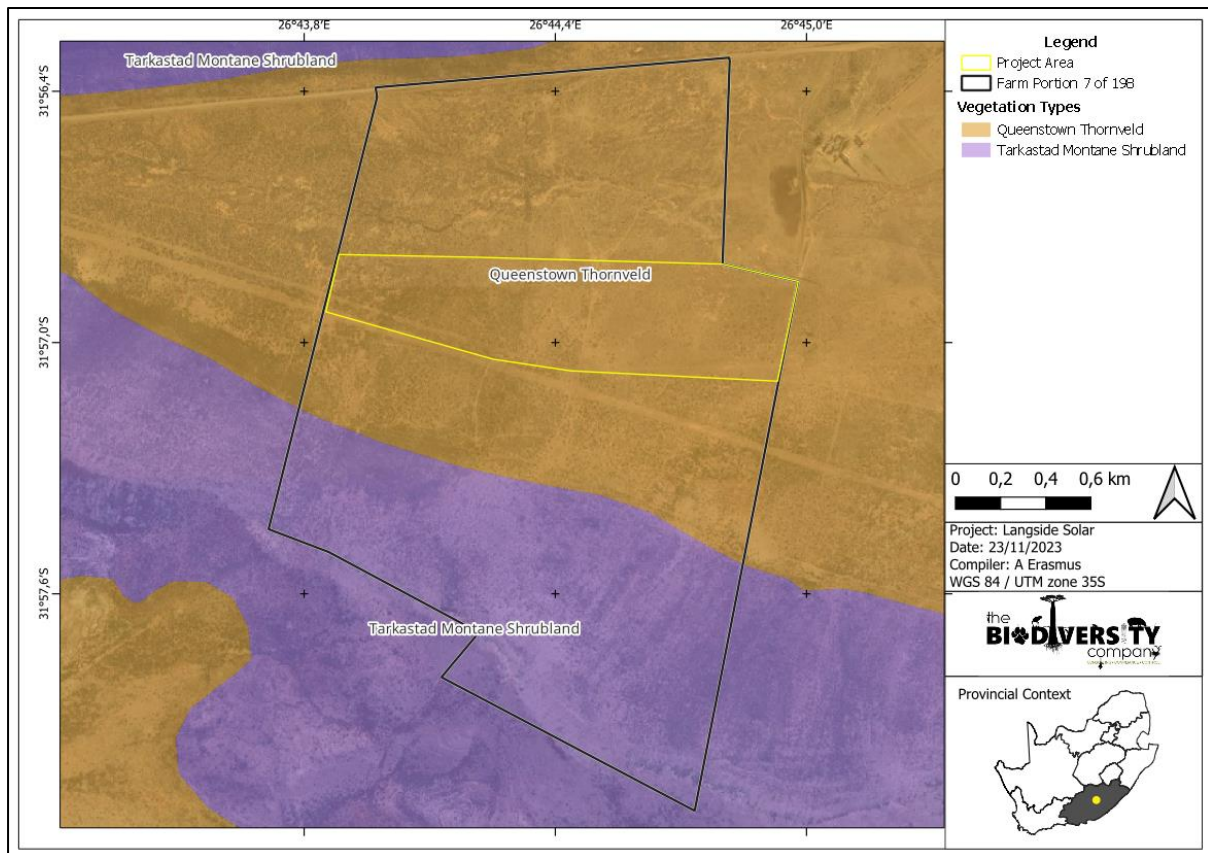 26°43,8'E 26°44,4'E 26°45,0'E
31°56,4'S
31°57,0'S
31°57,6'S
Tarkastad Montane Shrubland
Queenstown Thornveld
Tarkastad Montane Shrubland
Legend
Project Area
Farm Portion 7 of 198
Vegetation Types
Queenstown Thornveld
Tarkastad Montane Shrubland
0 0,2 0,4 0,6 km
Project: Langside Solar
Date: 23/11/2023
Compiler: A Erasmus
WGS 84 / UTM zone 35S
the
BIODIVERSITY
company
Provincial Context